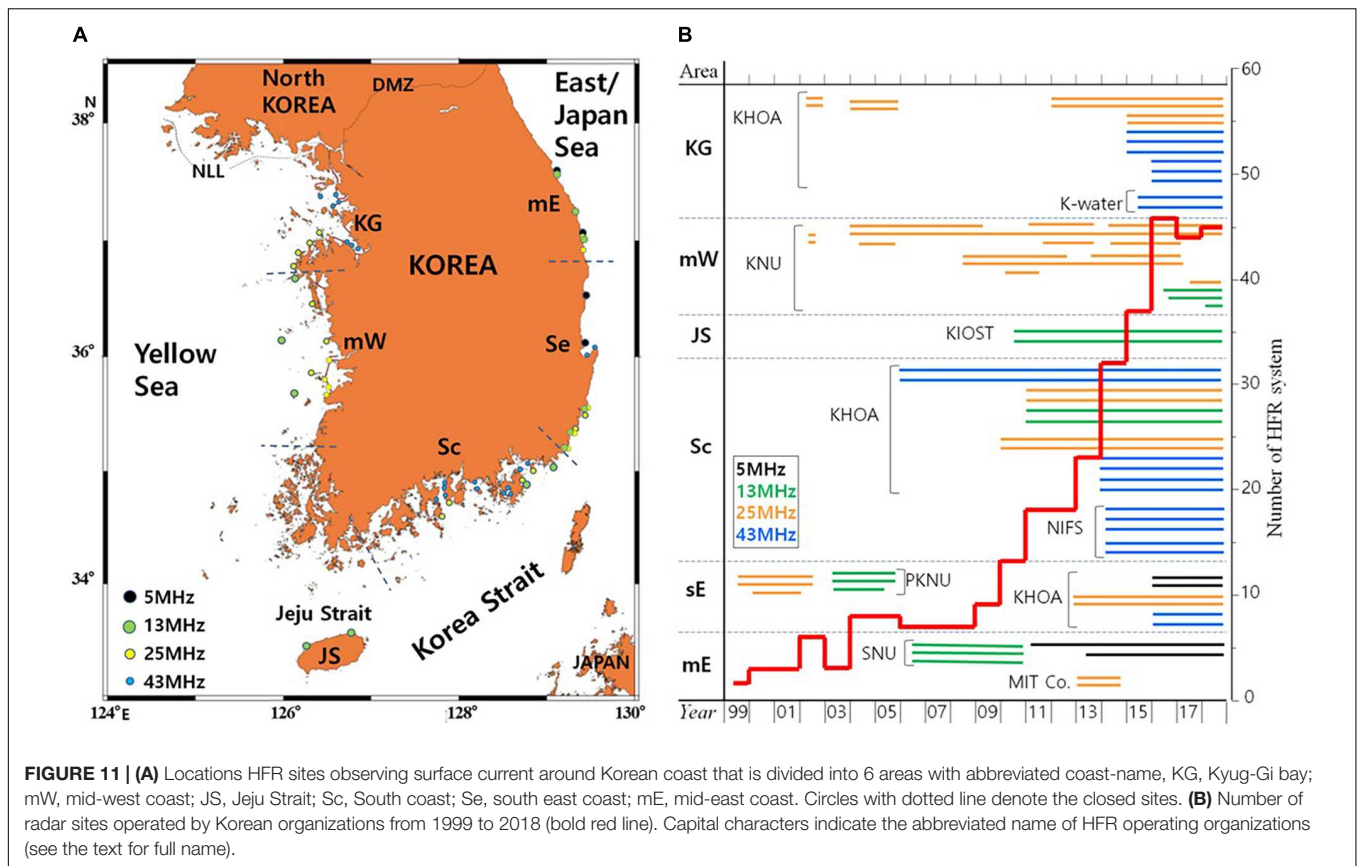 A
N
38°
36°
34°
124°E
126°
128°
130°
North
KOREA
DMZ
East/
Japan
Sea
NLL
mE
KG
KOREA
mW
Se
Yellow
Sea
Sc
Korea Strait
Jeju Strait
JS
JAPAN
5MHz
13MHz
25MHz
43MHz
B
Area
KG
mW
JS
Sc
sE
mE
KHOA
K-water
KNU
KIOST
KHOA
NIFS
PKNU
KHOA
SNU
MIT Co.
5MHz
13MHz
25MHz
43MHz
60
50
40
30
20
10
0
Number of HFR system
Year 99 01 03 05 07 09 11 13 15 17
FIGURE 11 | (A) Locations HFR sites observing surface current around Korean coast that is divided into 6 areas with abbreviated coast-name, KG, Kyug-Gi bay;
mW, mid-west coast; JS, Jeju Strait; Sc, South coast; Se, south east coast; mE, mid-east coast. Circles with dotted line denote the closed sites. (B) Number of
radar sites operated by Korean organizations from 1999 to 2018 (bold red line). Capital characters indicate the abbreviated name of HFR operating organizations
(see the text for full name).